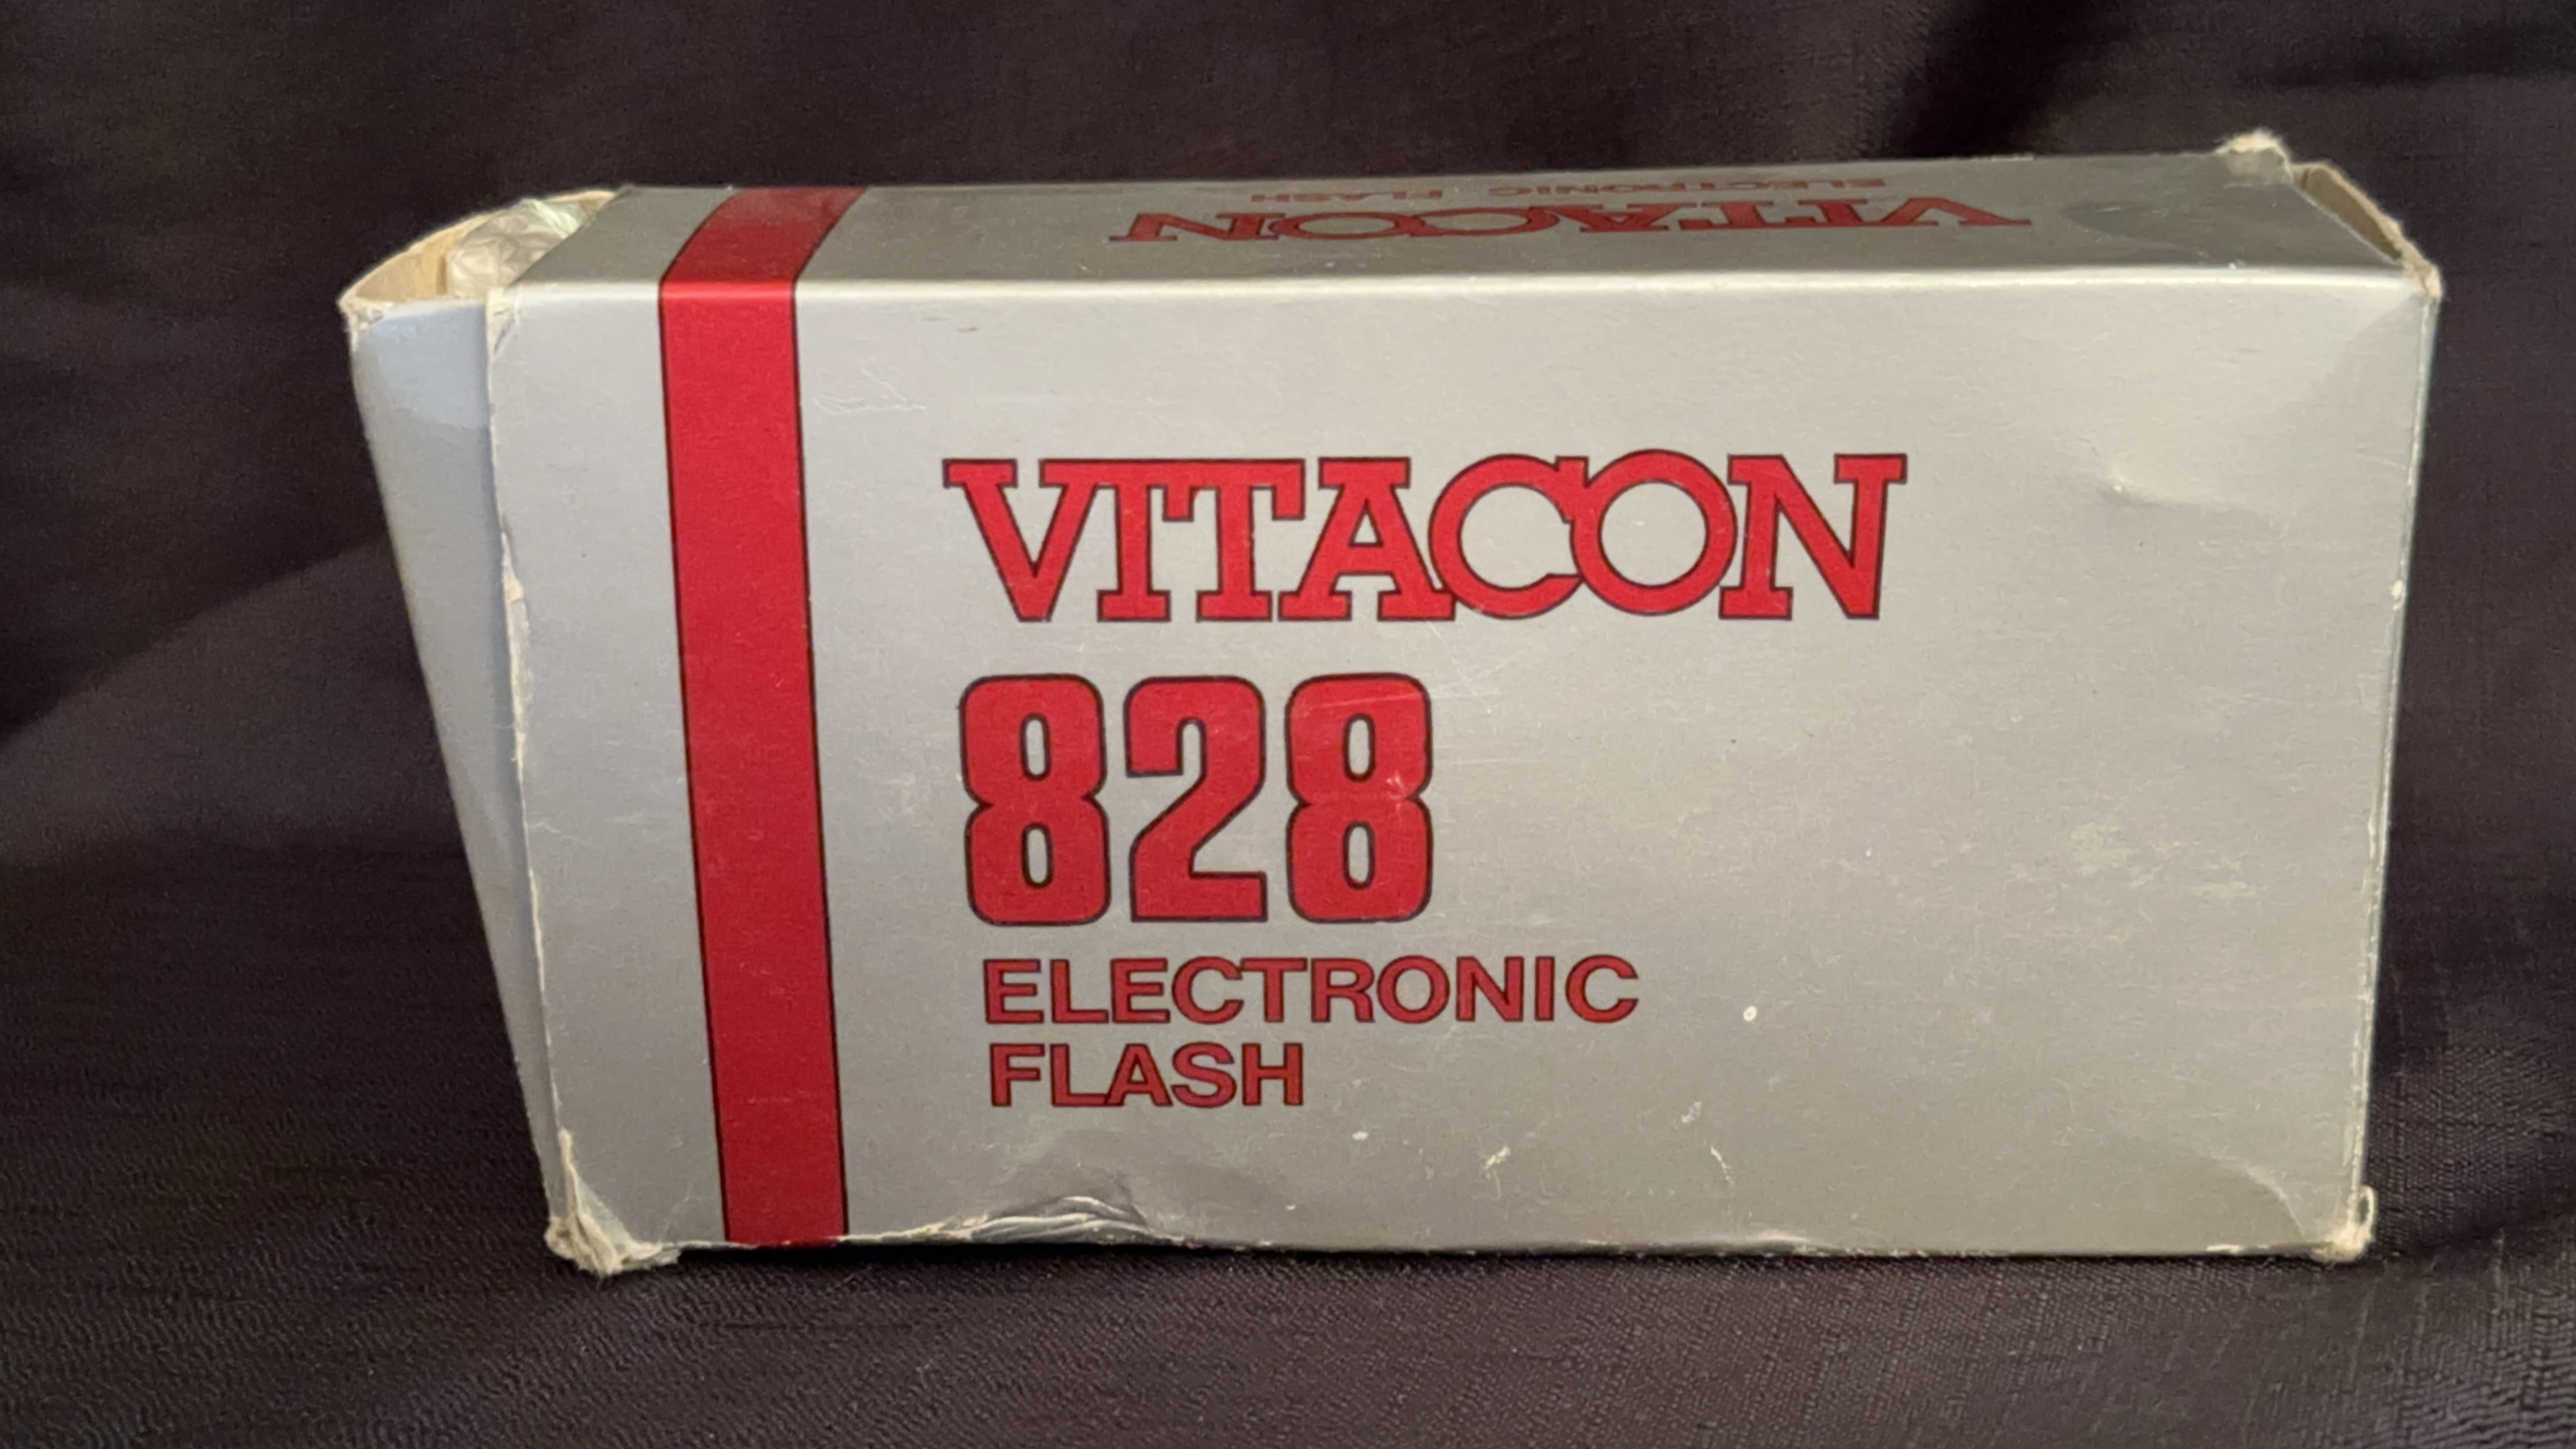 ELECTRONIC FLASH
VITACON
VITACON
828
ELECTRONIC
FLASH